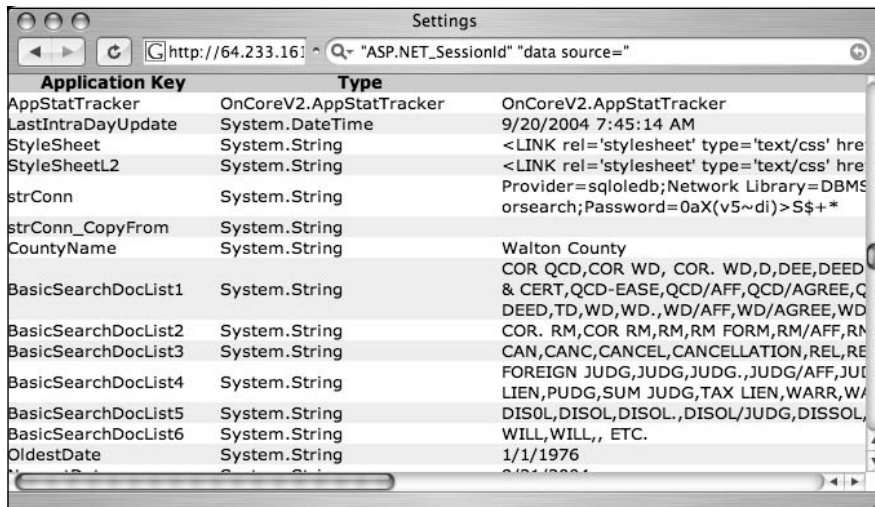 Settings
http://64.233.161 "ASP.NET_SessionId" "data source="
Application Key Type
AppStatTracker OnCoreV2.AppStatTracker OnCoreV2.AppStatTracker
LastIntraDayUpdate System.DateTime 9/20/2004 7:45:14 AM
StyleSheet System.String <LINK rel='stylesheet' type='text/css' hre
StyleSheetL2 System.String <LINK rel='stylesheet' type='text/css' hre
strConn System.String Provider=sqloledb;Network Library=DBMS
orsearch;Password=0aX(v5~di)>S$+*
strConn_CopyFrom System.String
CountyName System.String Walton County
BasicSearchDocList1 System.String COR QCD,COR WD, COR. WD,D,DEE,DEED
& CERT,QCD-EASE,QCD/AFF,QCD/AGREE,Q
DEED,TD,WD,WD.,WD/AFF,WD/AGREE,WD
BasicSearchDocList2 System.String COR. RM,COR RM,RM,RM FORM,RM/AFF,RM
BasicSearchDocList3 System.String CAN,CANC,CANCEL,CANCELLATION,REL,RE
BasicSearchDocList4 System.String FOREIGN JUDG,JUDG,JUDG.,JUDG/AFF,JUD
LIEN,PUDG,SUM JUDG,TAX LIEN,WARR,WA
BasicSearchDocList5 System.String DIS0L,DISOL,DISOL.,DISOL/JUDG,DISSOL,
BasicSearchDocList6 System.String WILL,WILL,, ETC.
OldestDate System.String 1/1/1976